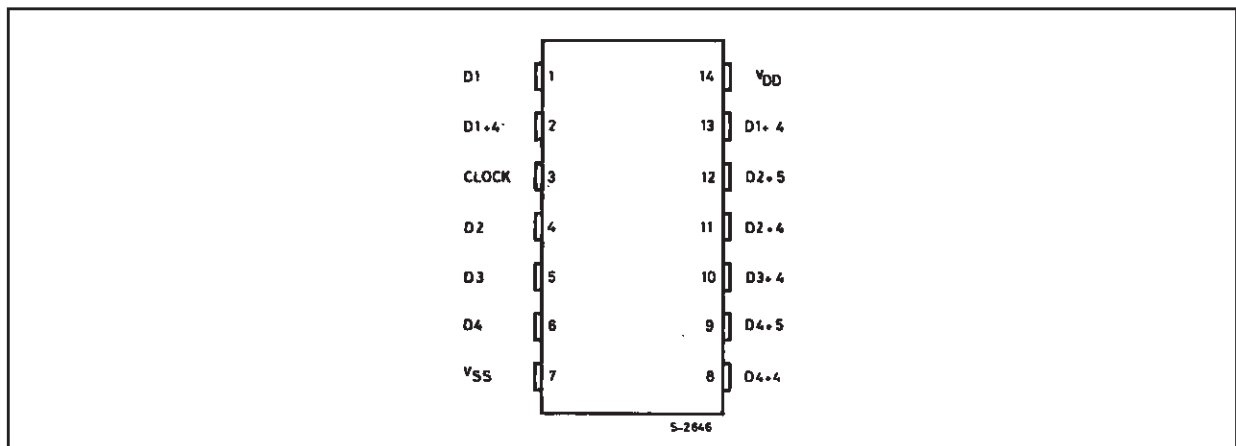 D1 1 14 VDD
D1+4 2 13 D1+4
CLOCK 3 12 D2+5
D2 4 11 D2+4
D3 5 10 D3+4
D4 6 9 D4+5
VSS 7 8 D4+4
S-2646